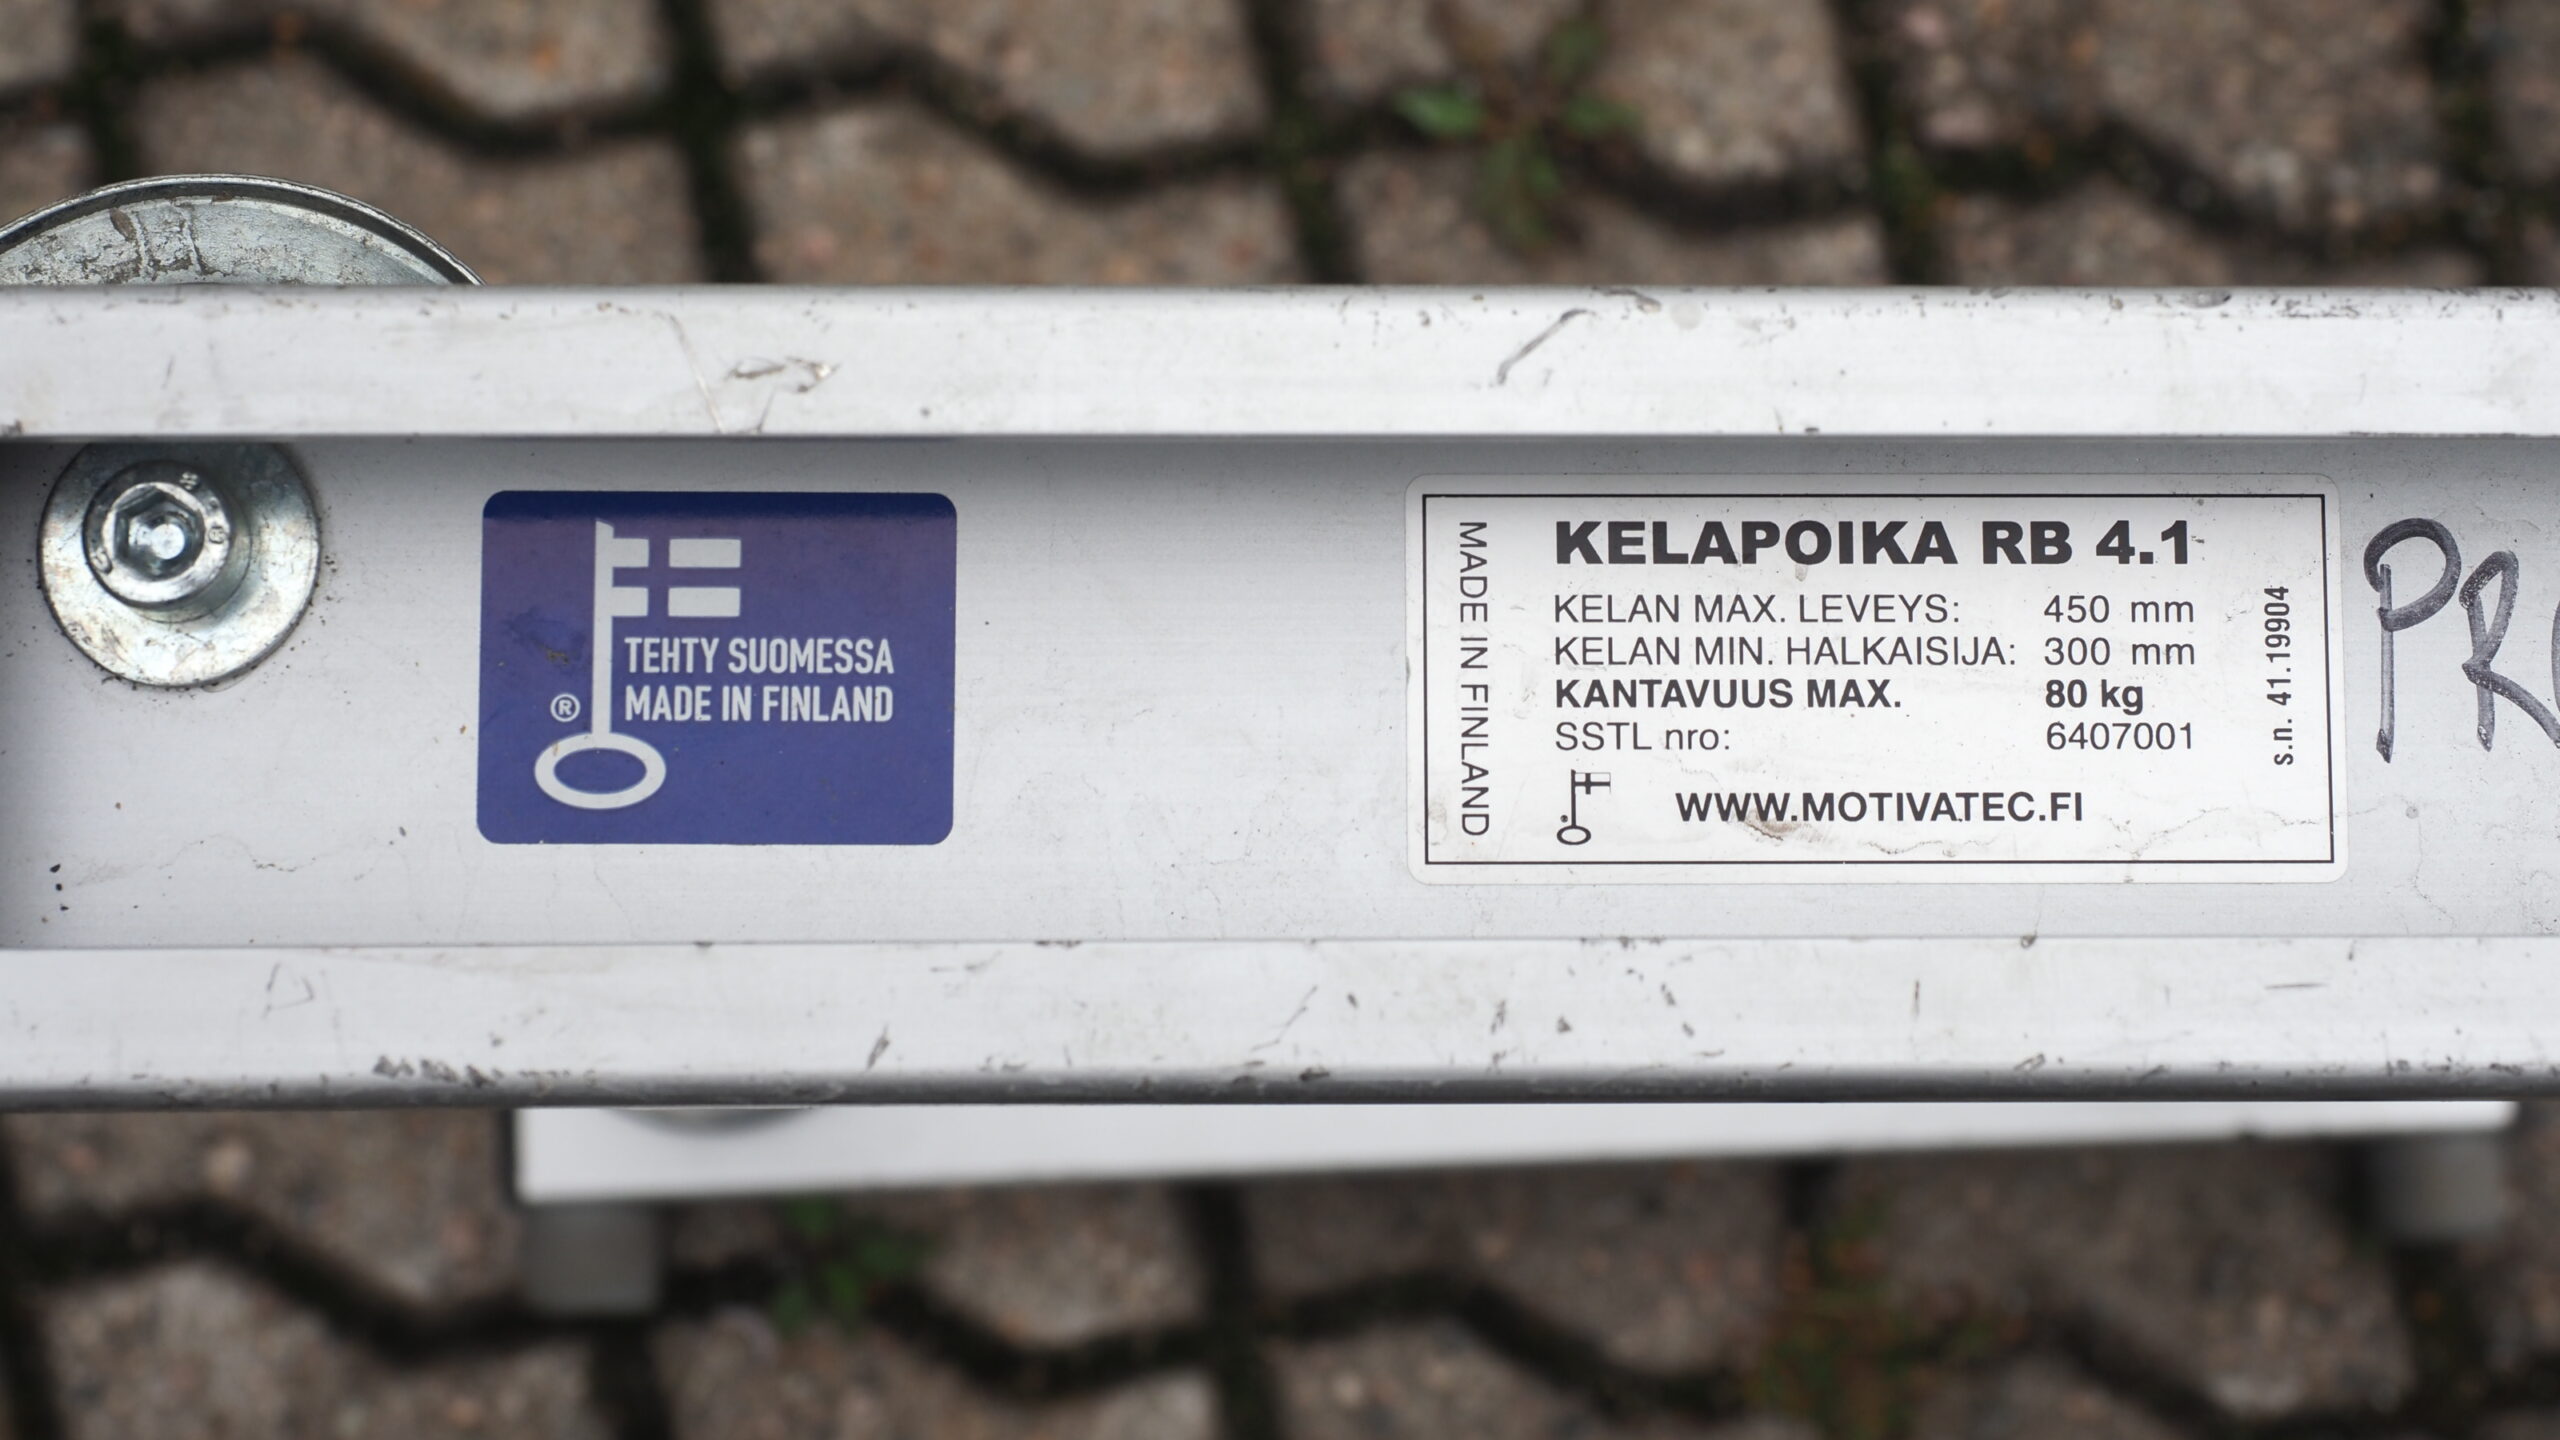 TEHTY SUOMESSA
MADE IN FINLAND
®
MADE IN FINLAND
KELAPOIKA RB 4.1
KELAN MAX. LEVEYS: 450 mm
KELAN MIN. HALKAISIJA: 300 mm
KANTAVUUS MAX. 80 kg
SSTL nro: 6407001
WWW.MOTIVATEC.FI
s.n. 41.19904